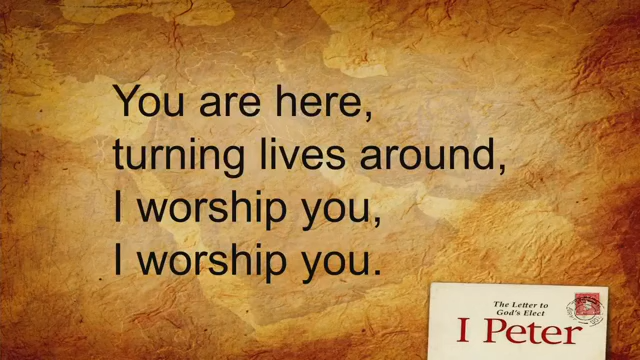 You are here,
turning lives around,
I worship you,
I worship you.
The Letter to
God's Elect
I Peter